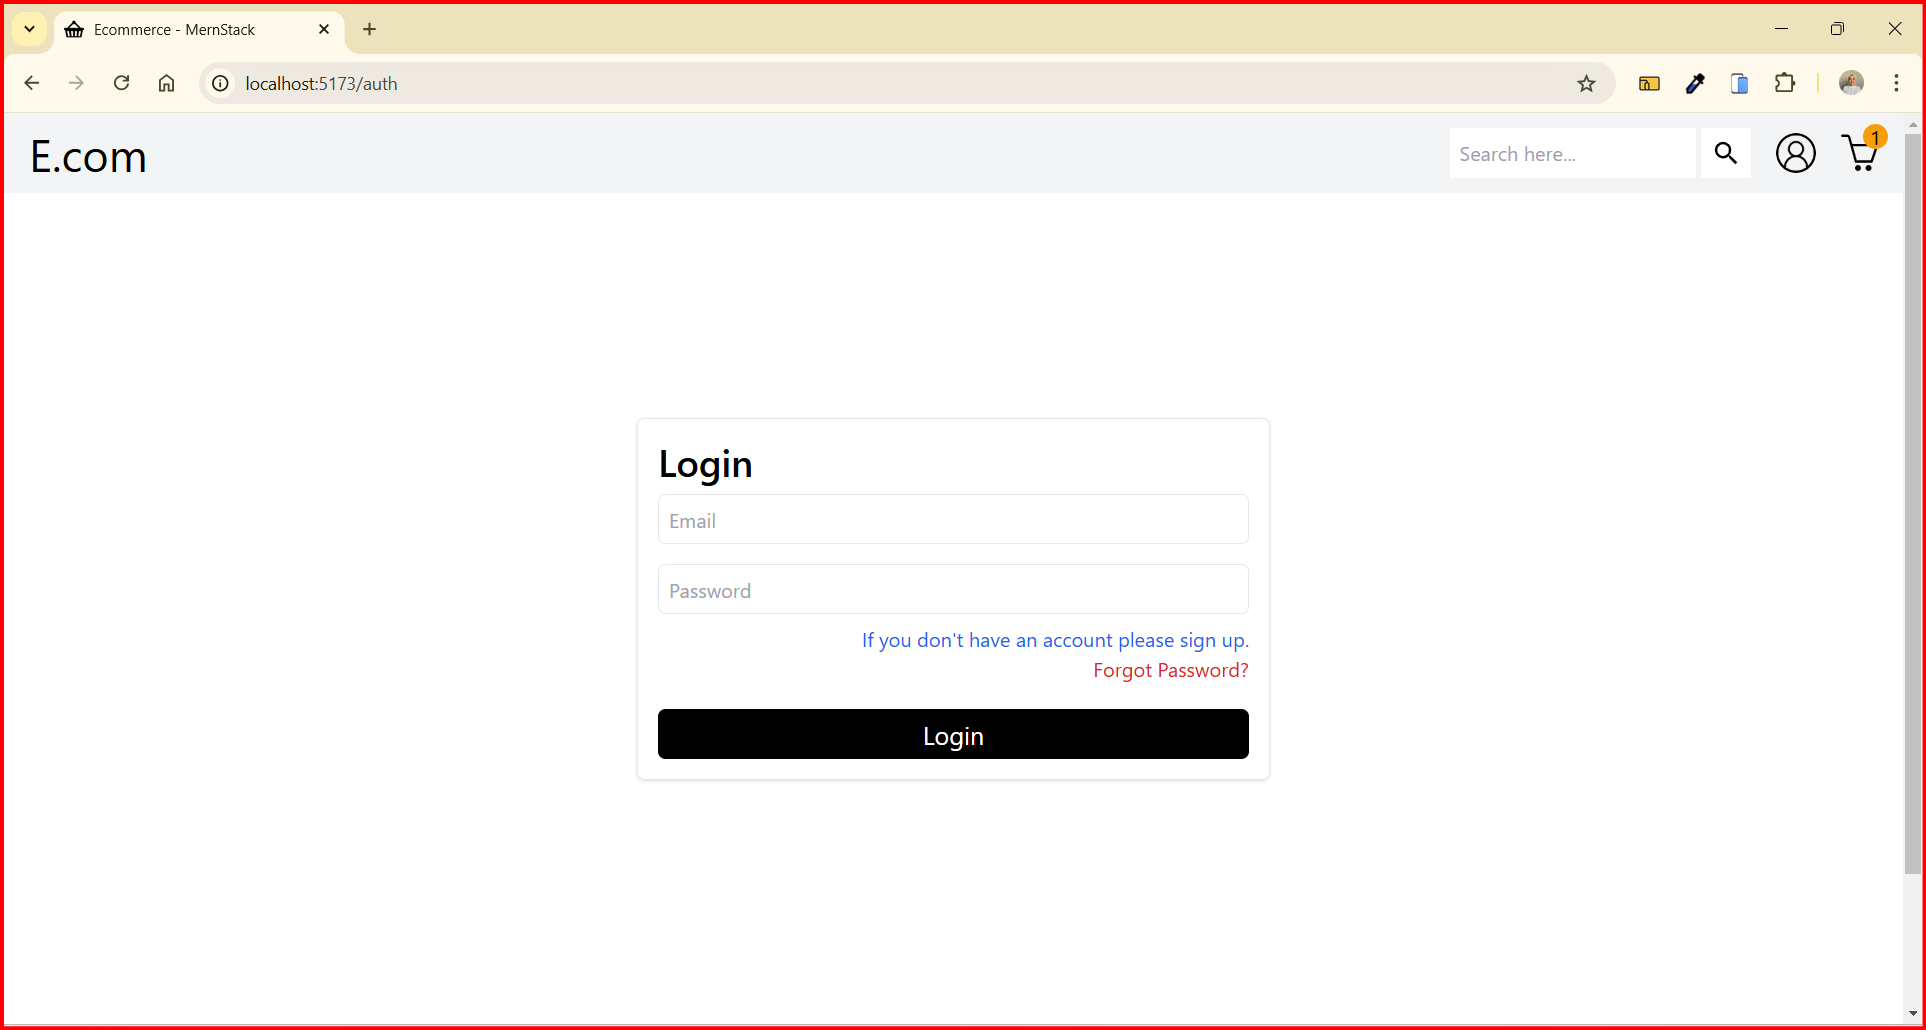 Ecommerce - MernStack
localhost:5173/auth
E.com
Search here...
1
Login
Email
Password
If you don't have an account please sign up.
Forgot Password?
Login